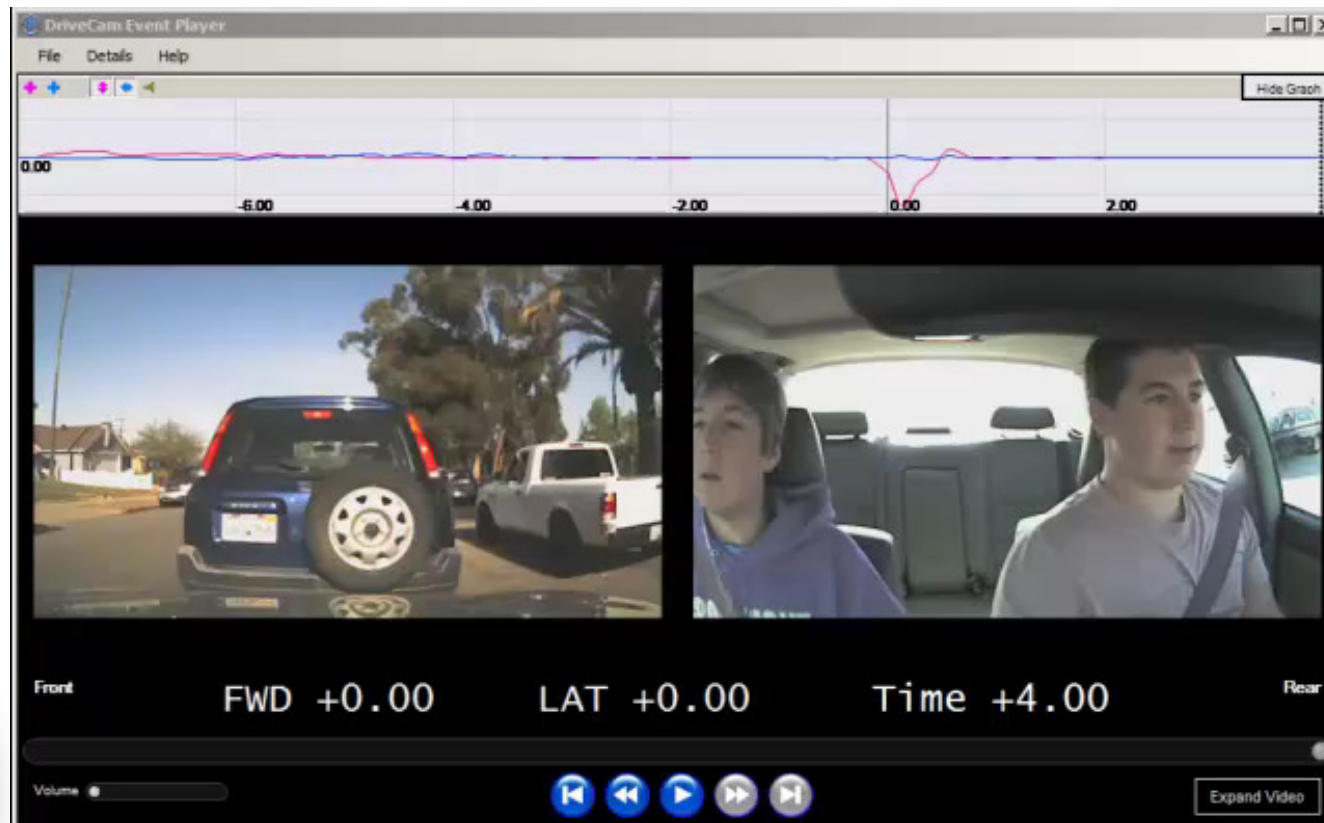 DriveCam Event Player
File Details Help
Hide Graph
0.00
-6.00 -4.00 -2.00 0.00 2.00
Front FWD +0.00 LAT +0.00 Time +4.00 Rear
Volume
Expand Video